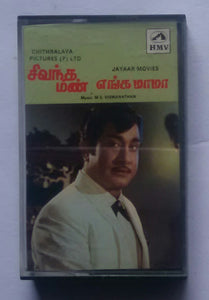 CHITHRALAYA
PICTURES (P) LTD
JAYAAR MOVIES
HMV
சிவந்த
மண்
எங்க மாமா
Music: M.S. VISWANATHAN